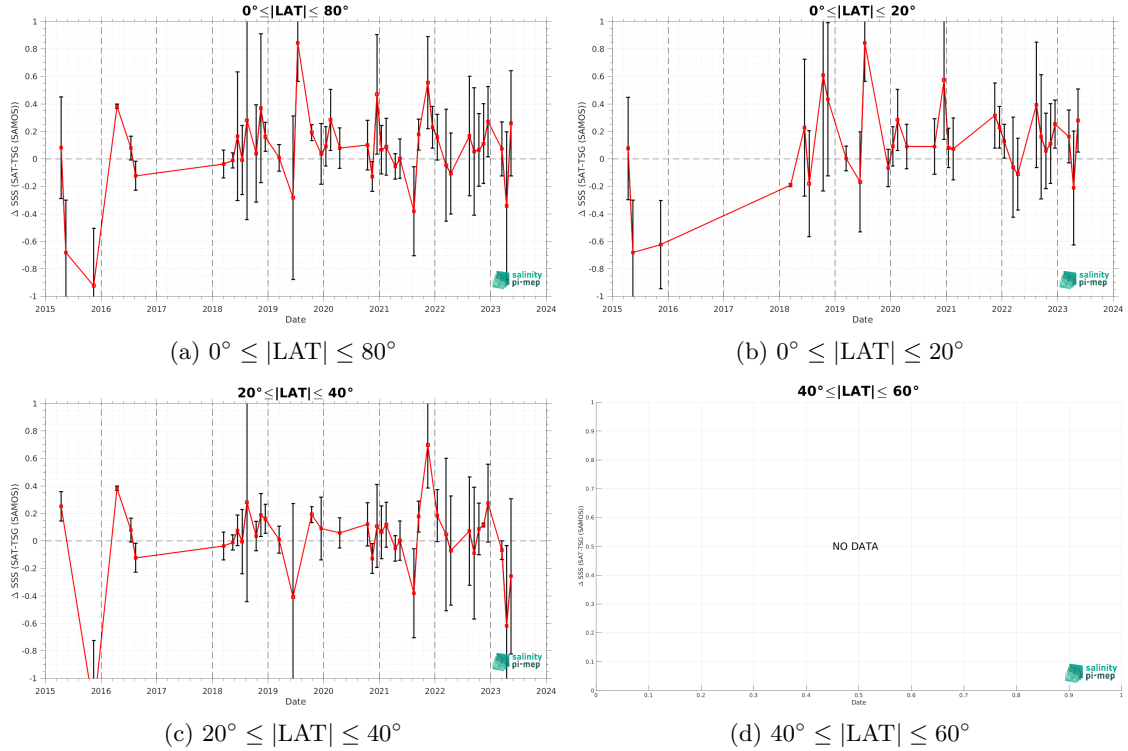 0°≤|LAT|≤ 80°
Δ SSS (SAT-TSG (SAMOS))
1
0.8
0.6
0.4
0.2
0
-0.2
-0.4
-0.6
-0.8
-1
2015 2016 2017 2018 2019 2020 2021 2022 2023 2024
Date
salinity
pi-mep
(a) 0° ≤ |LAT| ≤ 80°
0°≤|LAT|≤ 20°
Δ SSS (SAT-TSG (SAMOS))
1
0.8
0.6
0.4
0.2
0
-0.2
-0.4
-0.6
-0.8
-1
2015 2016 2017 2018 2019 2020 2021 2022 2023 2024
Date
salinity
pi-mep
(b) 0° ≤ |LAT| ≤ 20°
20°≤|LAT|≤ 40°
Δ SSS (SAT-TSG (SAMOS))
1
0.8
0.6
0.4
0.2
0
-0.2
-0.4
-0.6
-0.8
-1
2015 2016 2017 2018 2019 2020 2021 2022 2023 2024
Date
salinity
pi-mep
(c) 20° ≤ |LAT| ≤ 40°
40°≤|LAT|≤ 60°
Δ SSS (SAT-TSG (SAMOS))
1
0.9
0.8
0.7
0.6
0.5
0.4
0.3
0.2
0.1
0
NO DATA
0 0.1 0.2 0.3 0.4 0.5 0.6 0.7 0.8 0.9 1
Date
salinity
pi-mep
(d) 40° ≤ |LAT| ≤ 60°